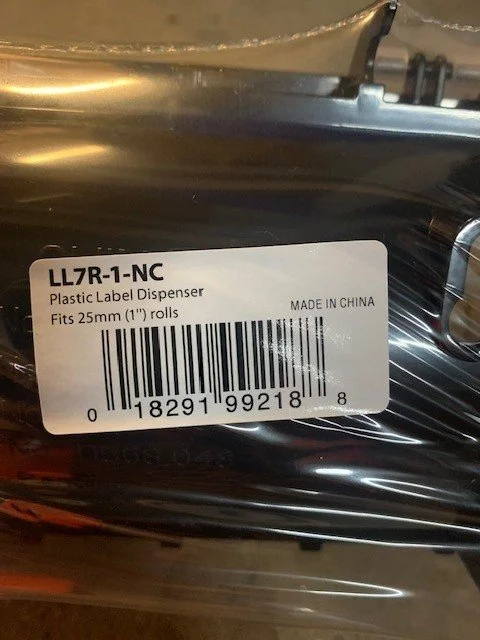 LL7R-1-NC
Plastic Label Dispenser
MADE IN CHINA
Fits 25mm (1") rolls
0 18291 99218 8